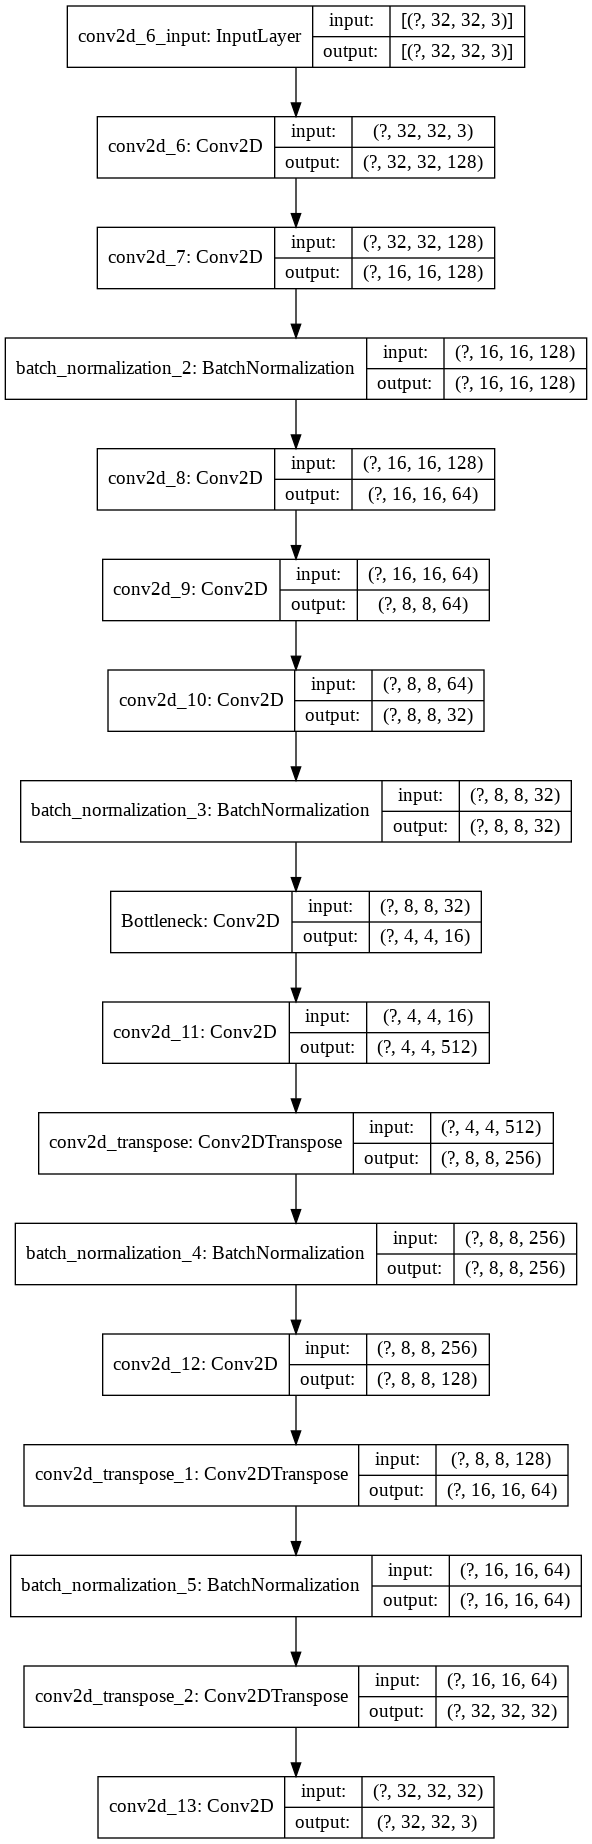 conv2d_6_input: InputLayer
input: [(?, 32, 32, 3)]
output: [(?, 32, 32, 3)]
conv2d_6: Conv2D
input: (?, 32, 32, 3)
output: (?, 32, 32, 128)
conv2d_7: Conv2D
input: (?, 32, 32, 128)
output: (?, 16, 16, 128)
batch_normalization_2: BatchNormalization
input: (?, 16, 16, 128)
output: (?, 16, 16, 128)
conv2d_8: Conv2D
input: (?, 16, 16, 128)
output: (?, 16, 16, 64)
conv2d_9: Conv2D
input: (?, 16, 16, 64)
output: (?, 8, 8, 64)
conv2d_10: Conv2D
input: (?, 8, 8, 64)
output: (?, 8, 8, 32)
batch_normalization_3: BatchNormalization
input: (?, 8, 8, 32)
output: (?, 8, 8, 32)
Bottleneck: Conv2D
input: (?, 8, 8, 32)
output: (?, 4, 4, 16)
conv2d_11: Conv2D
input: (?, 4, 4, 16)
output: (?, 4, 4, 512)
conv2d_transpose: Conv2DTranspose
input: (?, 4, 4, 512)
output: (?, 8, 8, 256)
batch_normalization_4: BatchNormalization
input: (?, 8, 8, 256)
output: (?, 8, 8, 256)
conv2d_12: Conv2D
input: (?, 8, 8, 256)
output: (?, 8, 8, 128)
conv2d_transpose_1: Conv2DTranspose
input: (?, 8, 8, 128)
output: (?, 16, 16, 64)
batch_normalization_5: BatchNormalization
input: (?, 16, 16, 64)
output: (?, 16, 16, 64)
conv2d_transpose_2: Conv2DTranspose
input: (?, 16, 16, 64)
output: (?, 32, 32, 32)
conv2d_13: Conv2D
input: (?, 32, 32, 32)
output: (?, 32, 32, 3)